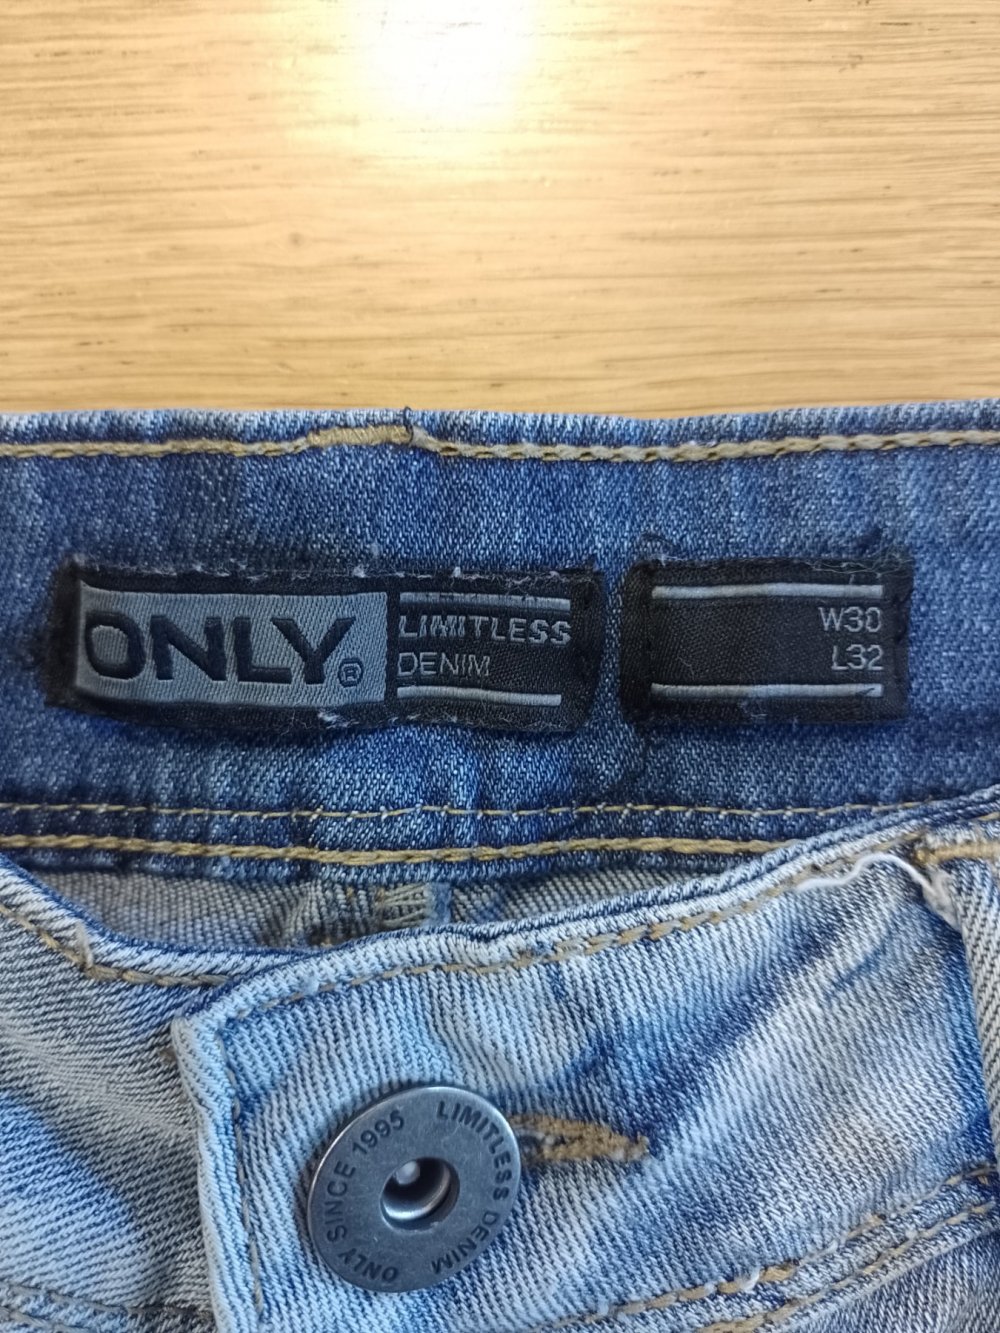 ONLY®
LIMITLESS
DENIM
W30
L32
ONLY SINCE 1995
LIMITLESS DENIM